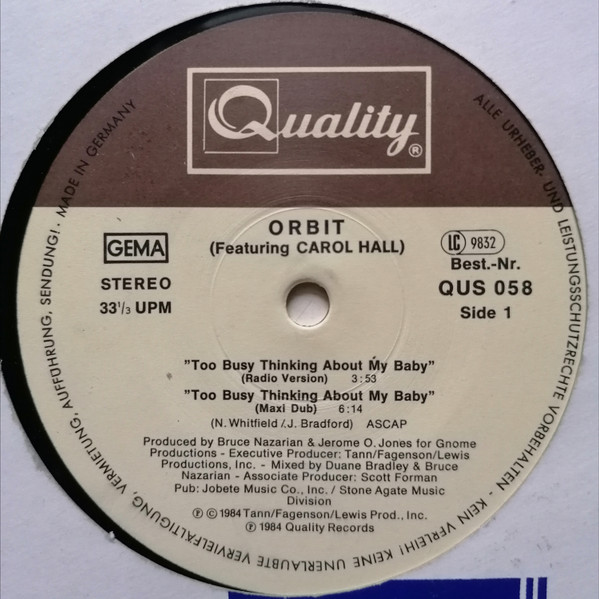 Quality®
ORBIT
(Featuring CAROL HALL)
GEMA
STEREO
33 1/3 UPM
LC 9832
Best.-Nr.
QUS 058
Side 1
"Too Busy Thinking About My Baby"
(Radio Version) 3:53
"Too Busy Thinking About My Baby"
(Maxi Dub) 6:14
(N. Whitfield /J. Bradford) ASCAP
Produced by Bruce Nazarian & Jerome O. Jones for Gnome
Productions - Executive Producer: Tann/Fagenson/Lewis
Productions, Inc. - Mixed by Duane Bradley & Bruce
Nazarian - Associate Producer: Scott Forman
Pub: Jobete Music Co., Inc. / Stone Agate Music
Division
℗ © 1984 Tann/Fagenson/Lewis Prod., Inc.
℗ 1984 Quality Records
ALLE URHEBER- UND LEISTUNGSSCHUTZRECHTE VORBEHALTEN - KEIN VERLEIH! KEINE UNERLAUBTE VERVIELFÄLTIGUNG, VERMIETUNG, AUFFÜHRUNG, SENDUNG!. MADE IN GERMANY